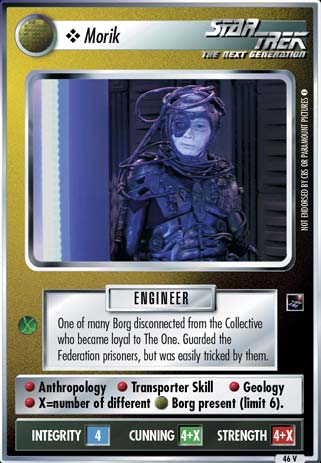 ❖ Morik
STAR TREK
THE NEXT GENERATION
NOT ENDORSED BY CBS OR PARAMOUNT PICTURES
ENGINEER
One of many Borg disconnected from the Collective
who became loyal to The One. Guarded the
Federation prisoners, but was easily tricked by them.
• Anthropology • Transporter Skill • Geology
• X=number of different Borg present (limit 6).
INTEGRITY 4 CUNNING 4+X STRENGTH 4+X
46 V